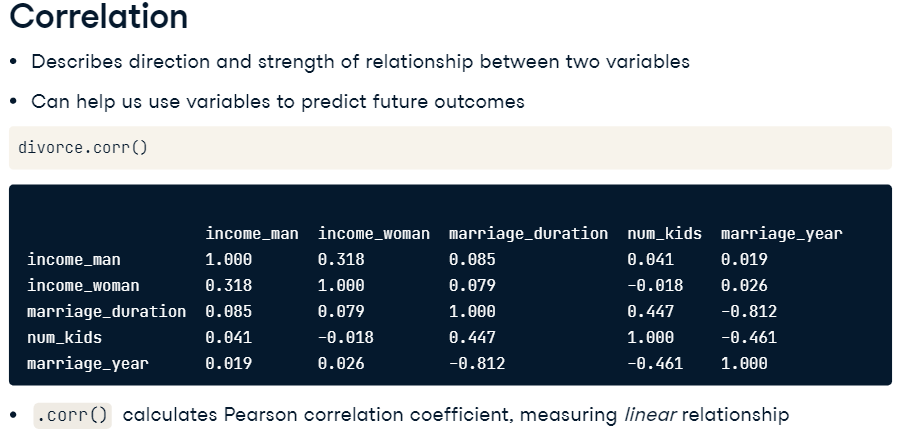 Correlation
• Describes direction and strength of relationship between two variables
• Can help us use variables to predict future outcomes
divorce.corr()
income_man income_woman marriage_duration num_kids marriage_year
income_man 1.000 0.318 0.085 0.041 0.019
income_woman 0.318 1.000 0.079 -0.018 0.026
marriage_duration 0.085 0.079 1.000 0.447 -0.812
num_kids 0.041 -0.018 0.447 1.000 -0.461
marriage_year 0.019 0.026 -0.812 -0.461 1.000
• .corr() calculates Pearson correlation coefficient, measuring linear relationship